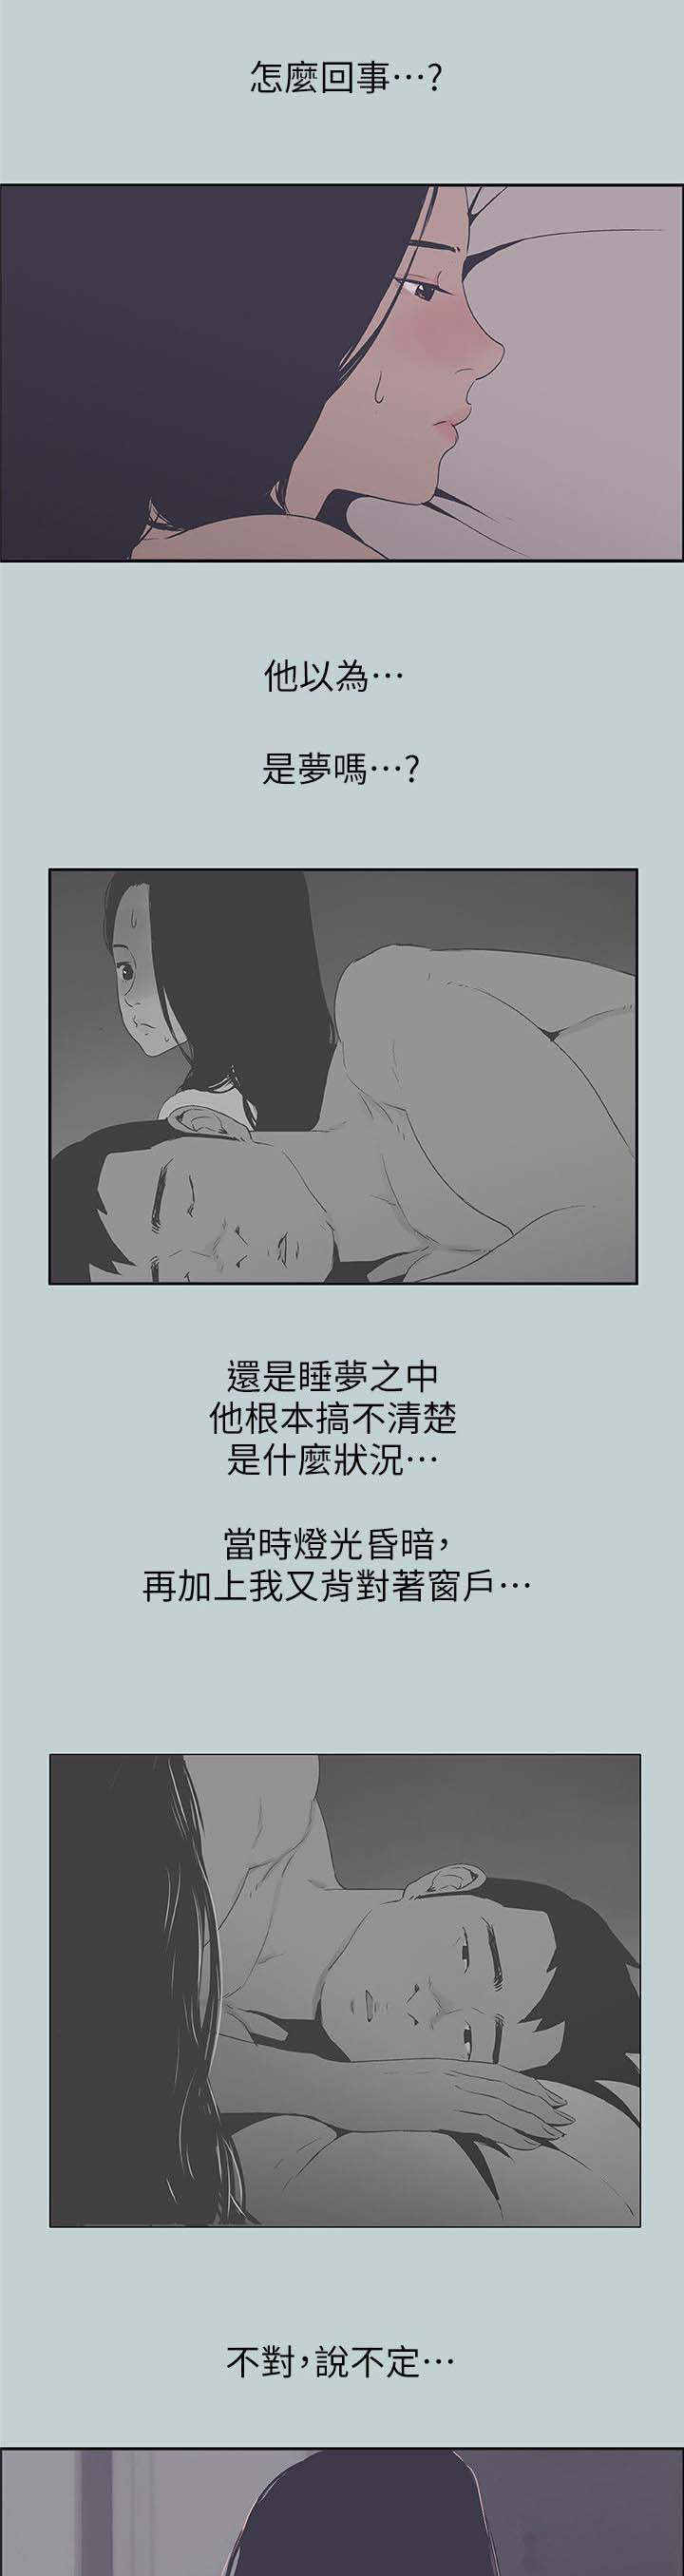 怎麼回事⋯?
他以為⋯
是夢嗎⋯?
還是睡夢之中
他根本搞不清楚
是什麼狀況⋯
當時燈光昏暗，
再加上我又背對著窗戶⋯
不對，說不定⋯